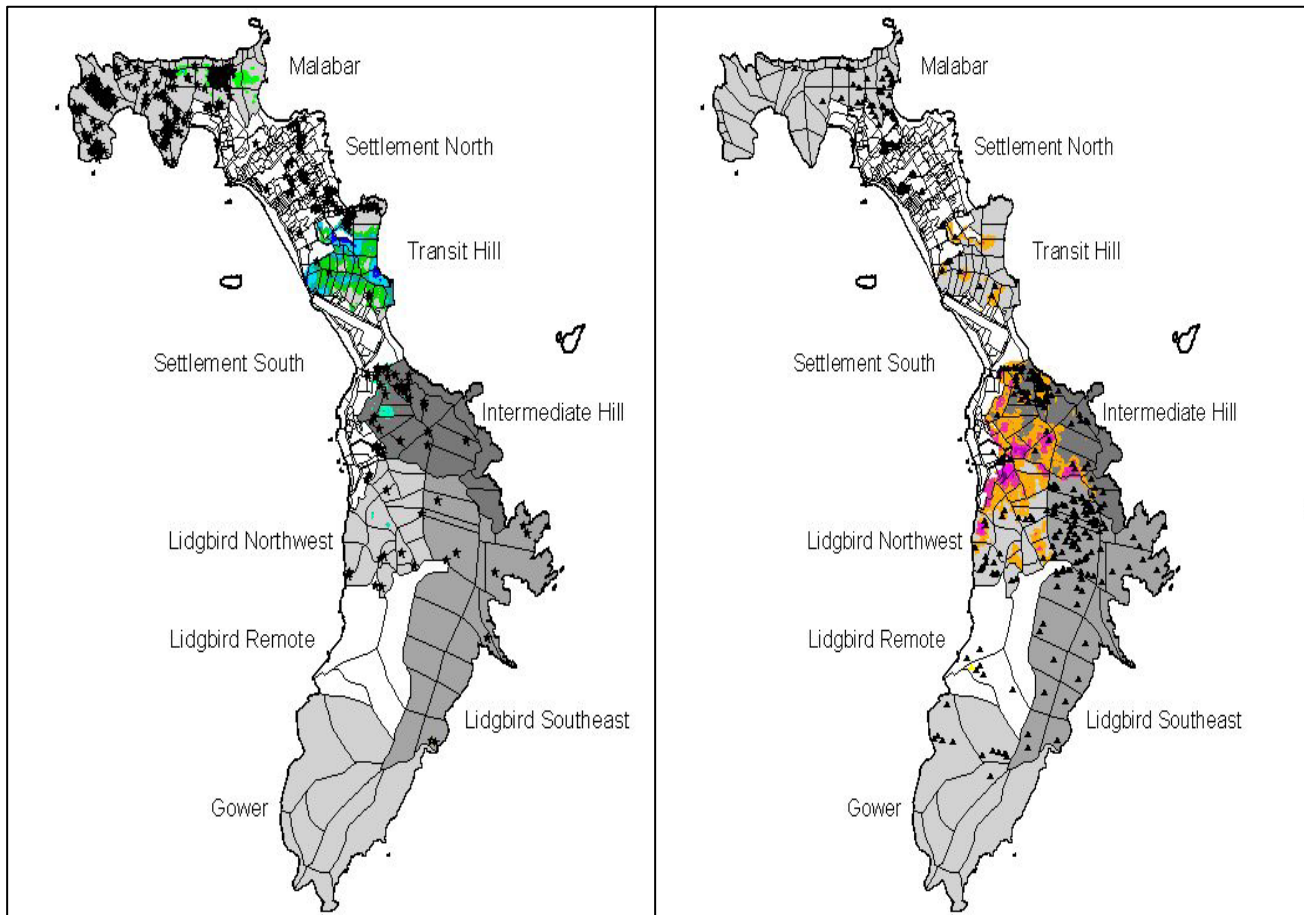 Malabar
Settlement North
Transit Hill
Settlement South
Intermediate Hill
Lidgbird Northwest
Lidgbird Remote
Lidgbird Southeast
Gower
Malabar
Settlement North
Transit Hill
Settlement South
Intermediate Hill
Lidgbird Northwest
Lidgbird Remote
Lidgbird Southeast
Gower